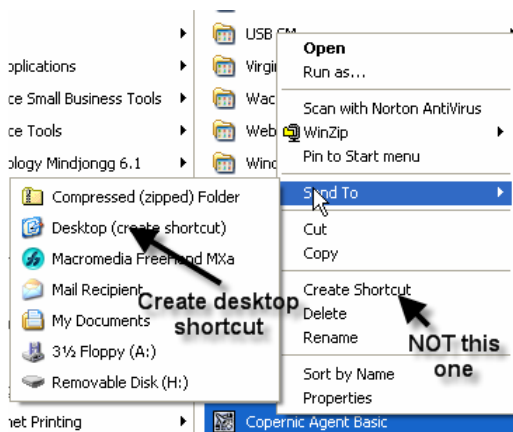 USB
Virgi
Wac
Web
Wind
oplications
ce Small Business Tools
ce Tools
ology Mindjongg 6.1
Open
Run as...
Scan with Norton AntiVirus
WinZip
Pin to Start menu
Send To
Cut
Copy
Create Shortcut
Delete
Rename
Sort by Name
Properties
Compressed (zipped) Folder
Desktop (create shortcut)
Macromedia FreeHand MXa
Mail Recipient
My Documents
3½ Floppy (A:)
Removable Disk (H:)
Create desktop
shortcut
NOT this
one
net Printing
Copernic Agent Basic